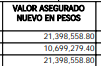 VALOR ASEGURADO
NUEVO EN PESOS
21,398,558.80
10,699,279.40
21,398,558.80